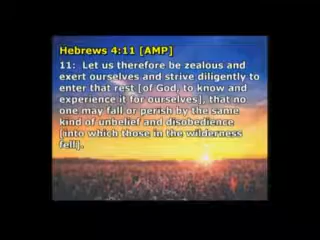 Hebrews 4:11 [AMP]
11:  Let us therefore be zealous and
exert ourselves and strive diligently to
enter that rest [of God, to know and
experience it for ourselves], that no
one may fall or perish by the same
kind of unbelief and disobedience
[into which those in the wilderness
fell].